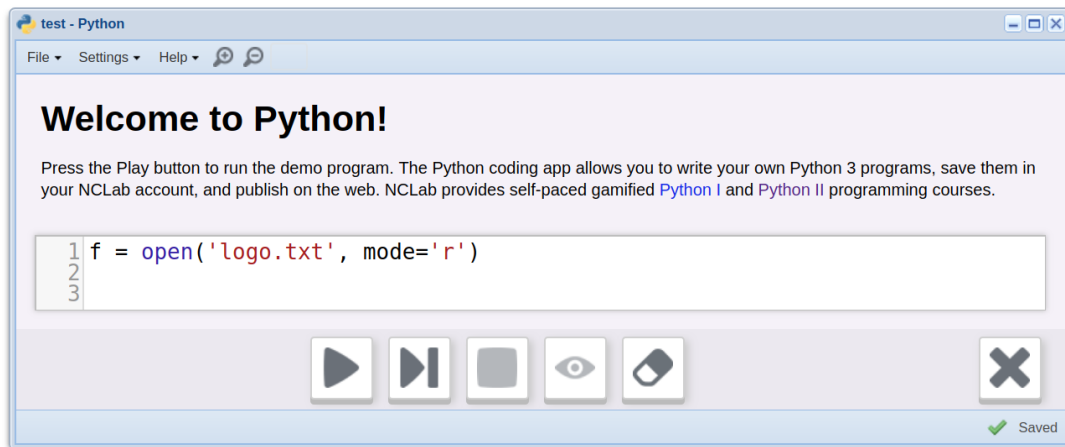 test - Python
File Settings Help
Welcome to Python!
Press the Play button to run the demo program. The Python coding app allows you to write your own Python 3 programs, save them in
your NCLab account, and publish on the web. NCLab provides self-paced gamified Python I and Python II programming courses.
1 f = open('logo.txt', mode='r')
2
3
Saved